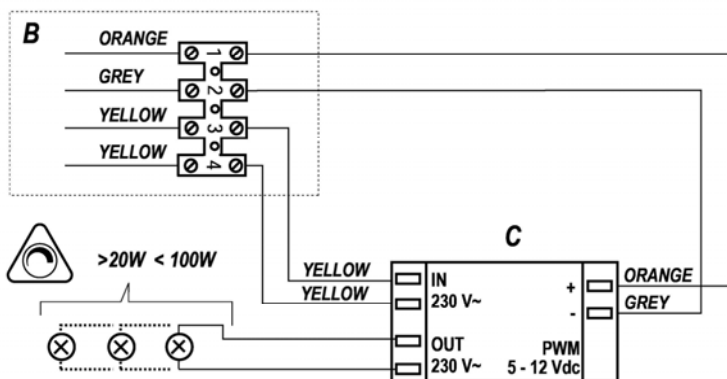 B
ORANGE
1
GREY
2
YELLOW
3
YELLOW
4
>20W < 100W
C
YELLOW
IN
+
ORANGE
YELLOW
230 V~
-
GREY
OUT
PWM
230 V~
5 - 12 Vdc